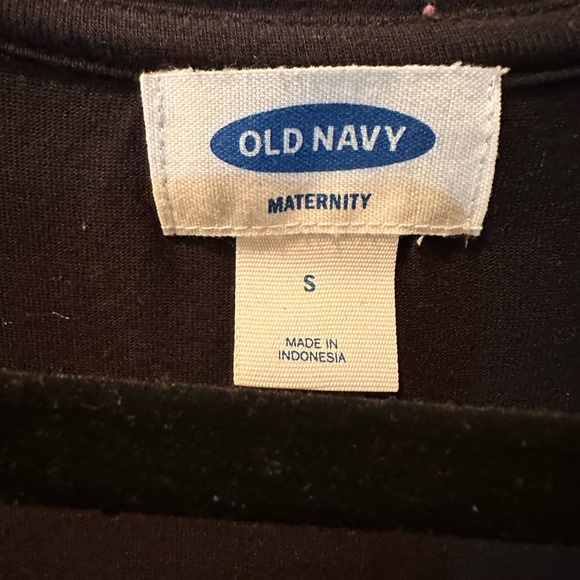 OLD NAVY
MATERNITY
S
MADE IN
INDONESIA